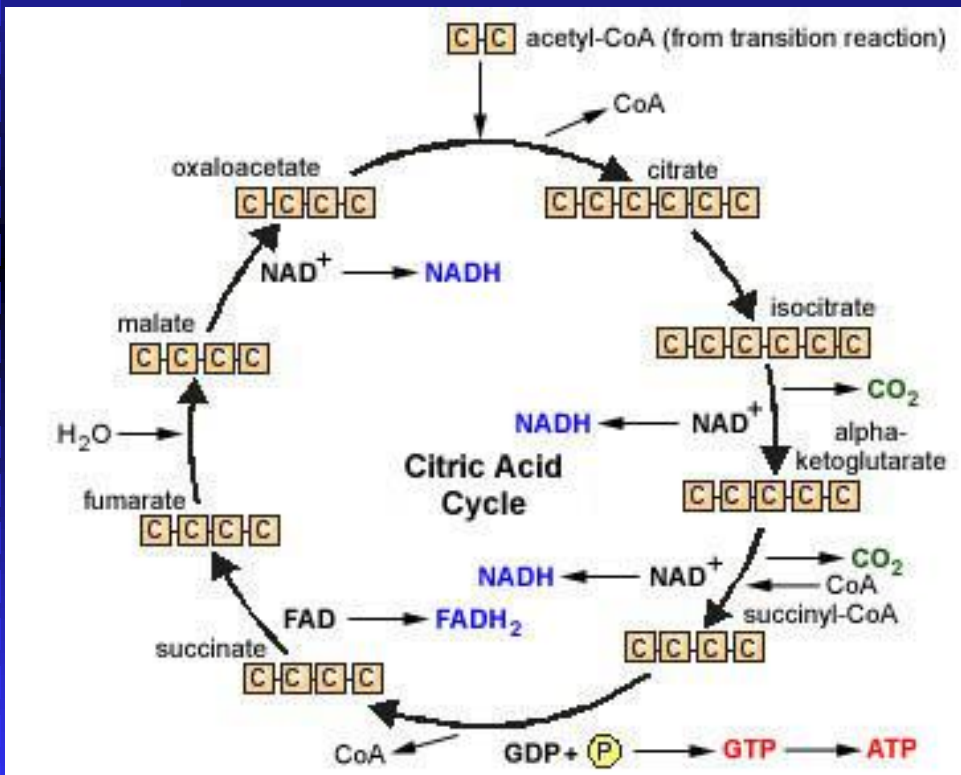 C C acetyl-CoA (from transition reaction)
CoA
oxaloacetate
C C C C
citrate
C C C C C C
NAD+ NADH
isocitrate
C C C C C C
malate
C C C C
CO2
NADH NAD+
H2O
alpha-
ketoglutarate
C C C C C
Citric Acid
Cycle
fumarate
C C C C
CO2
NADH NAD+
CoA
succinyl-CoA
C C C C
FAD FADH2
succinate
C C C C
CoA
GDP + P GTP ATP